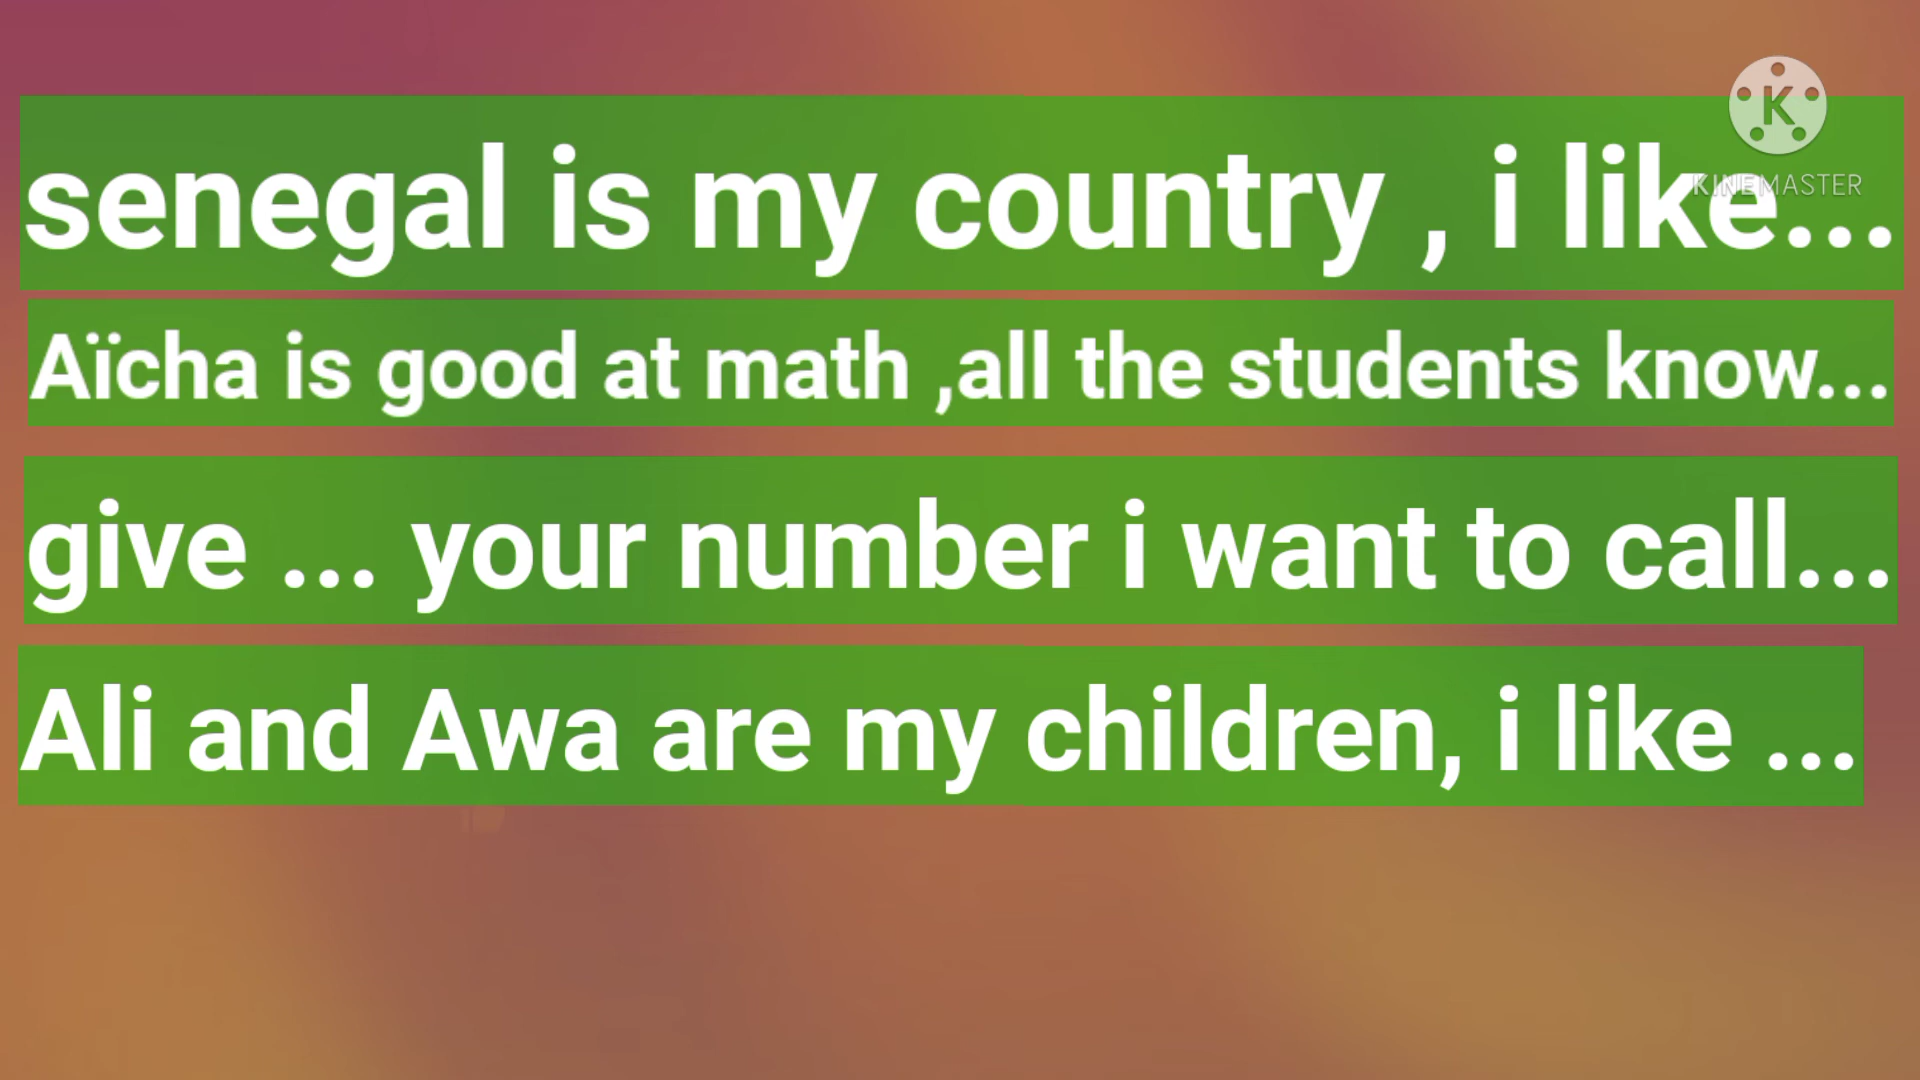 K
KINEMASTER
senegal is my country , i like...
Aïcha is good at math ,all the students know...
give ... your number i want to call...
Ali and Awa are my children, i like ...